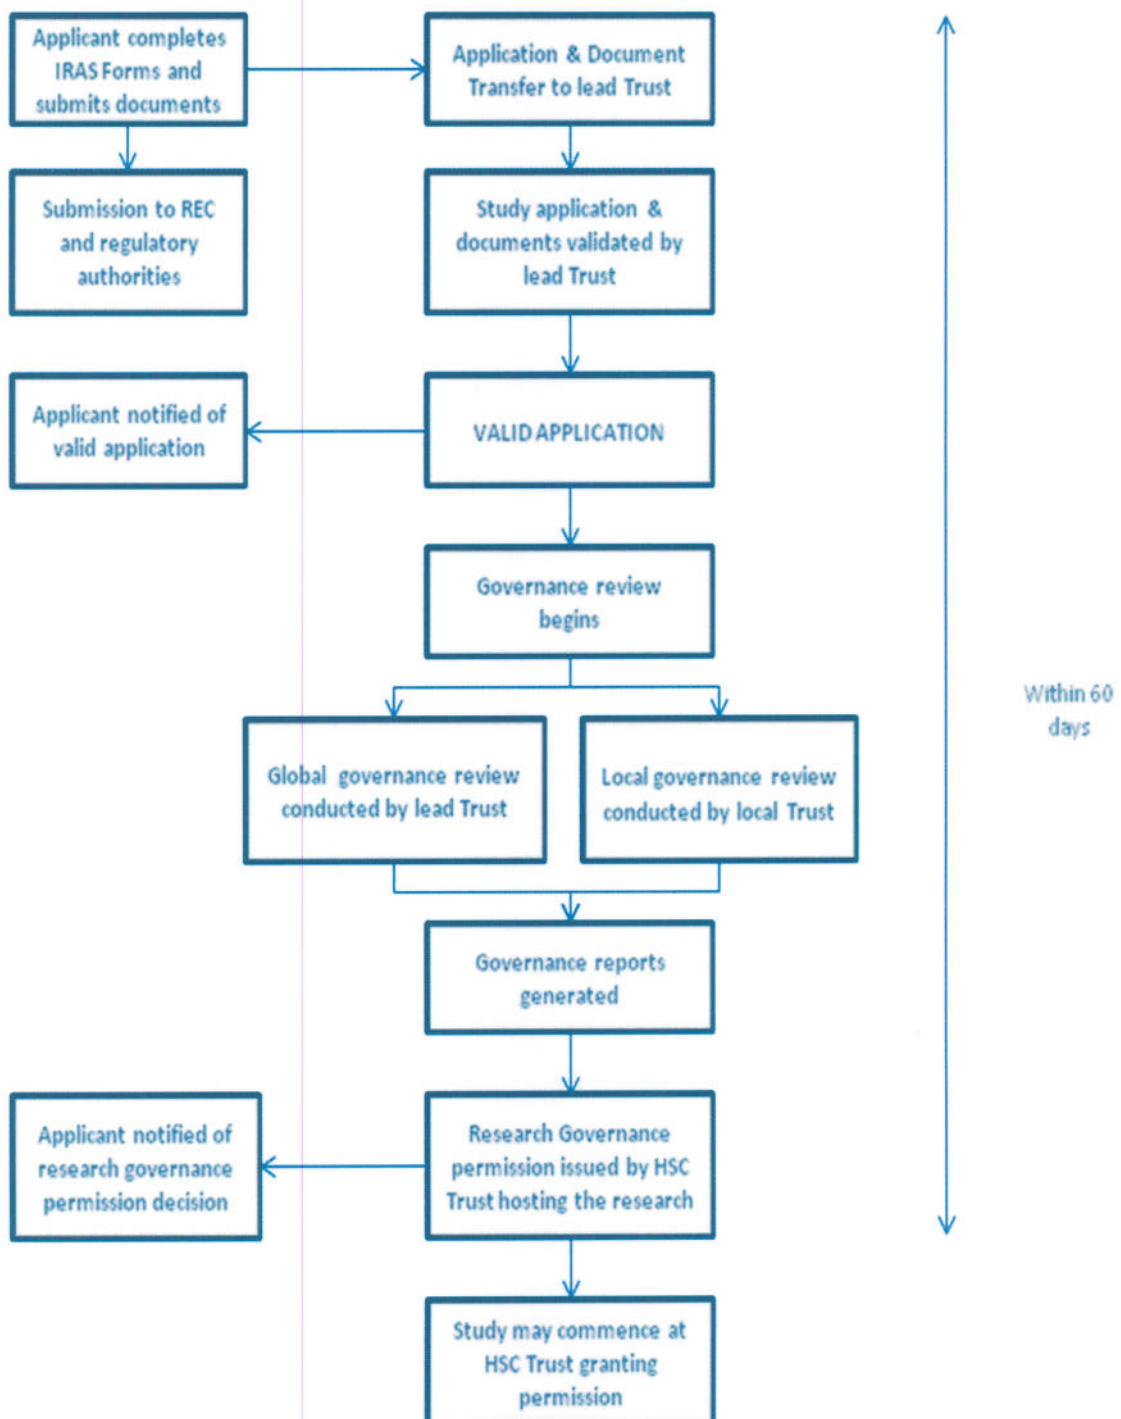 Applicant completes
IRAS Forms and
submits documents
Application & Document
Transfer to lead Trust
Submission to REC
and regulatory
authorities
Study application &
documents validated by
lead Trust
Applicant notified of
valid application
VALID APPLICATION
Governance review
begins
Global governance review
conducted by lead Trust
Local governance review
conducted by local Trust
Within 60
days
Governance reports
generated
Applicant notified of
research governance
permission decision
Research Governance
permission issued by HSC
Trust hosting the research
Study may commence at
HSC Trust granting
permission